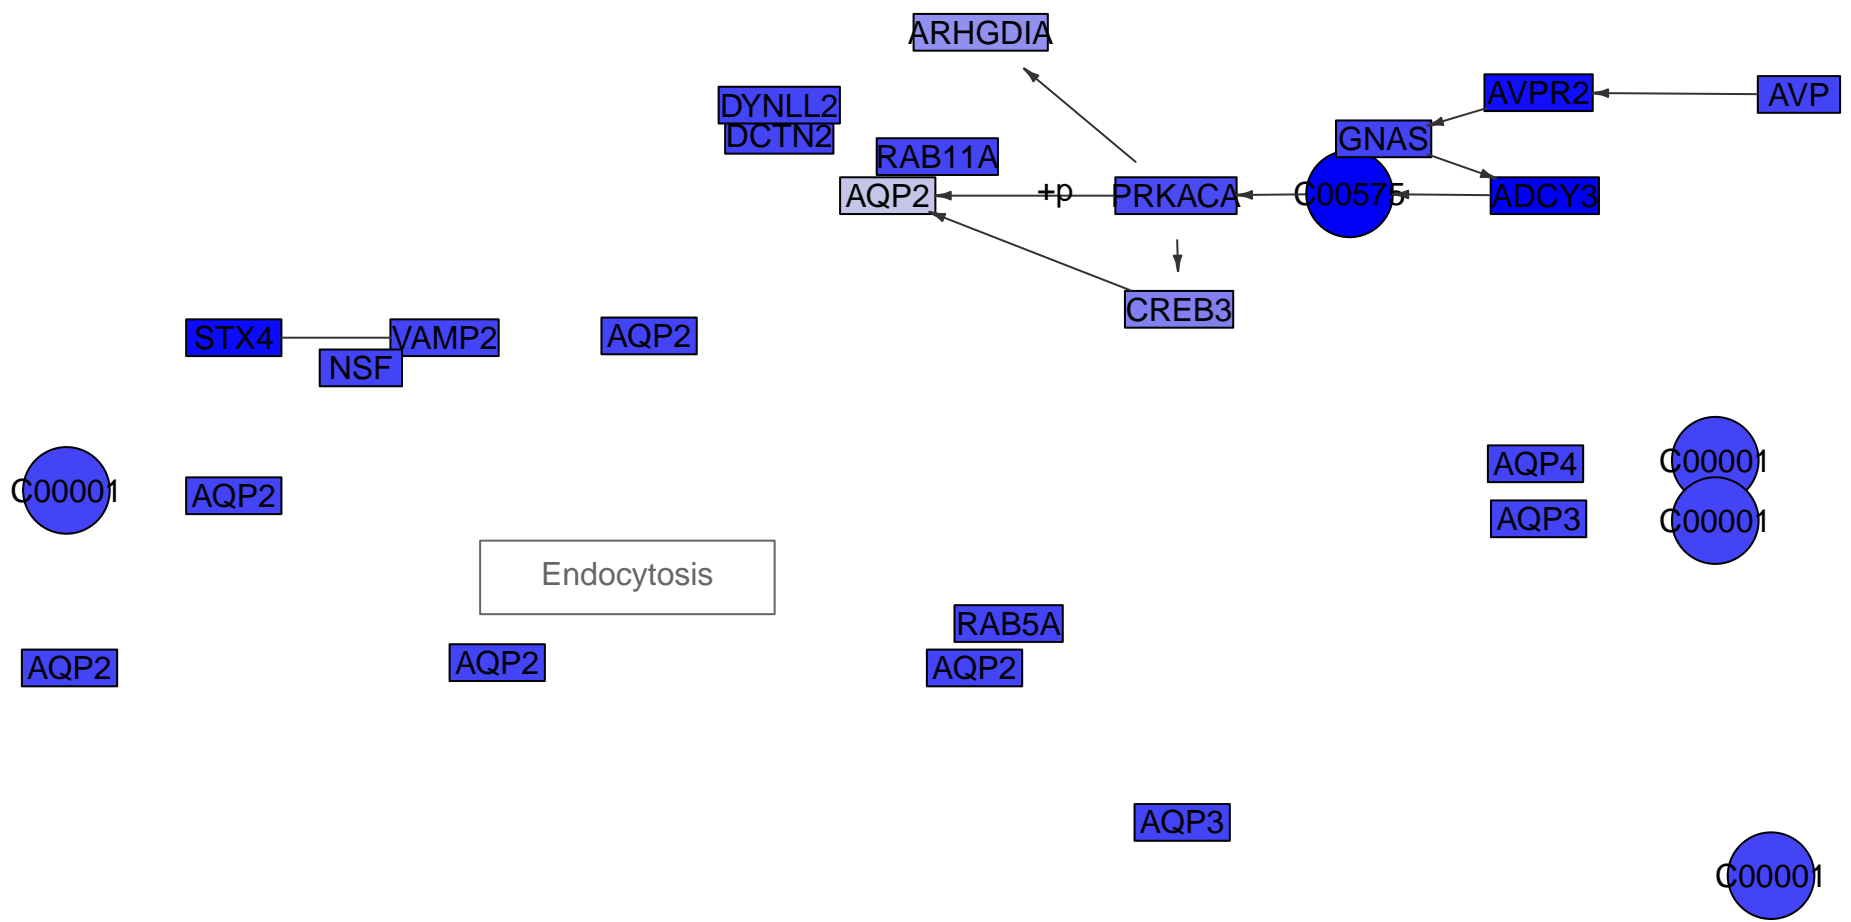 ARHGDIA
DYNLL2
AVPR2
AVP
DCTN2
GNAS
RAB11A
AQP2
+p
PRKACA
C00575
ADCY3
CREB3
STX4
VAMP2
AQP2
NSF
AQP4
C00001
C00001
AQP2
AQP3
C00001
Endocytosis
RAB5A
AQP2
AQP2
AQP2
AQP3
C00001